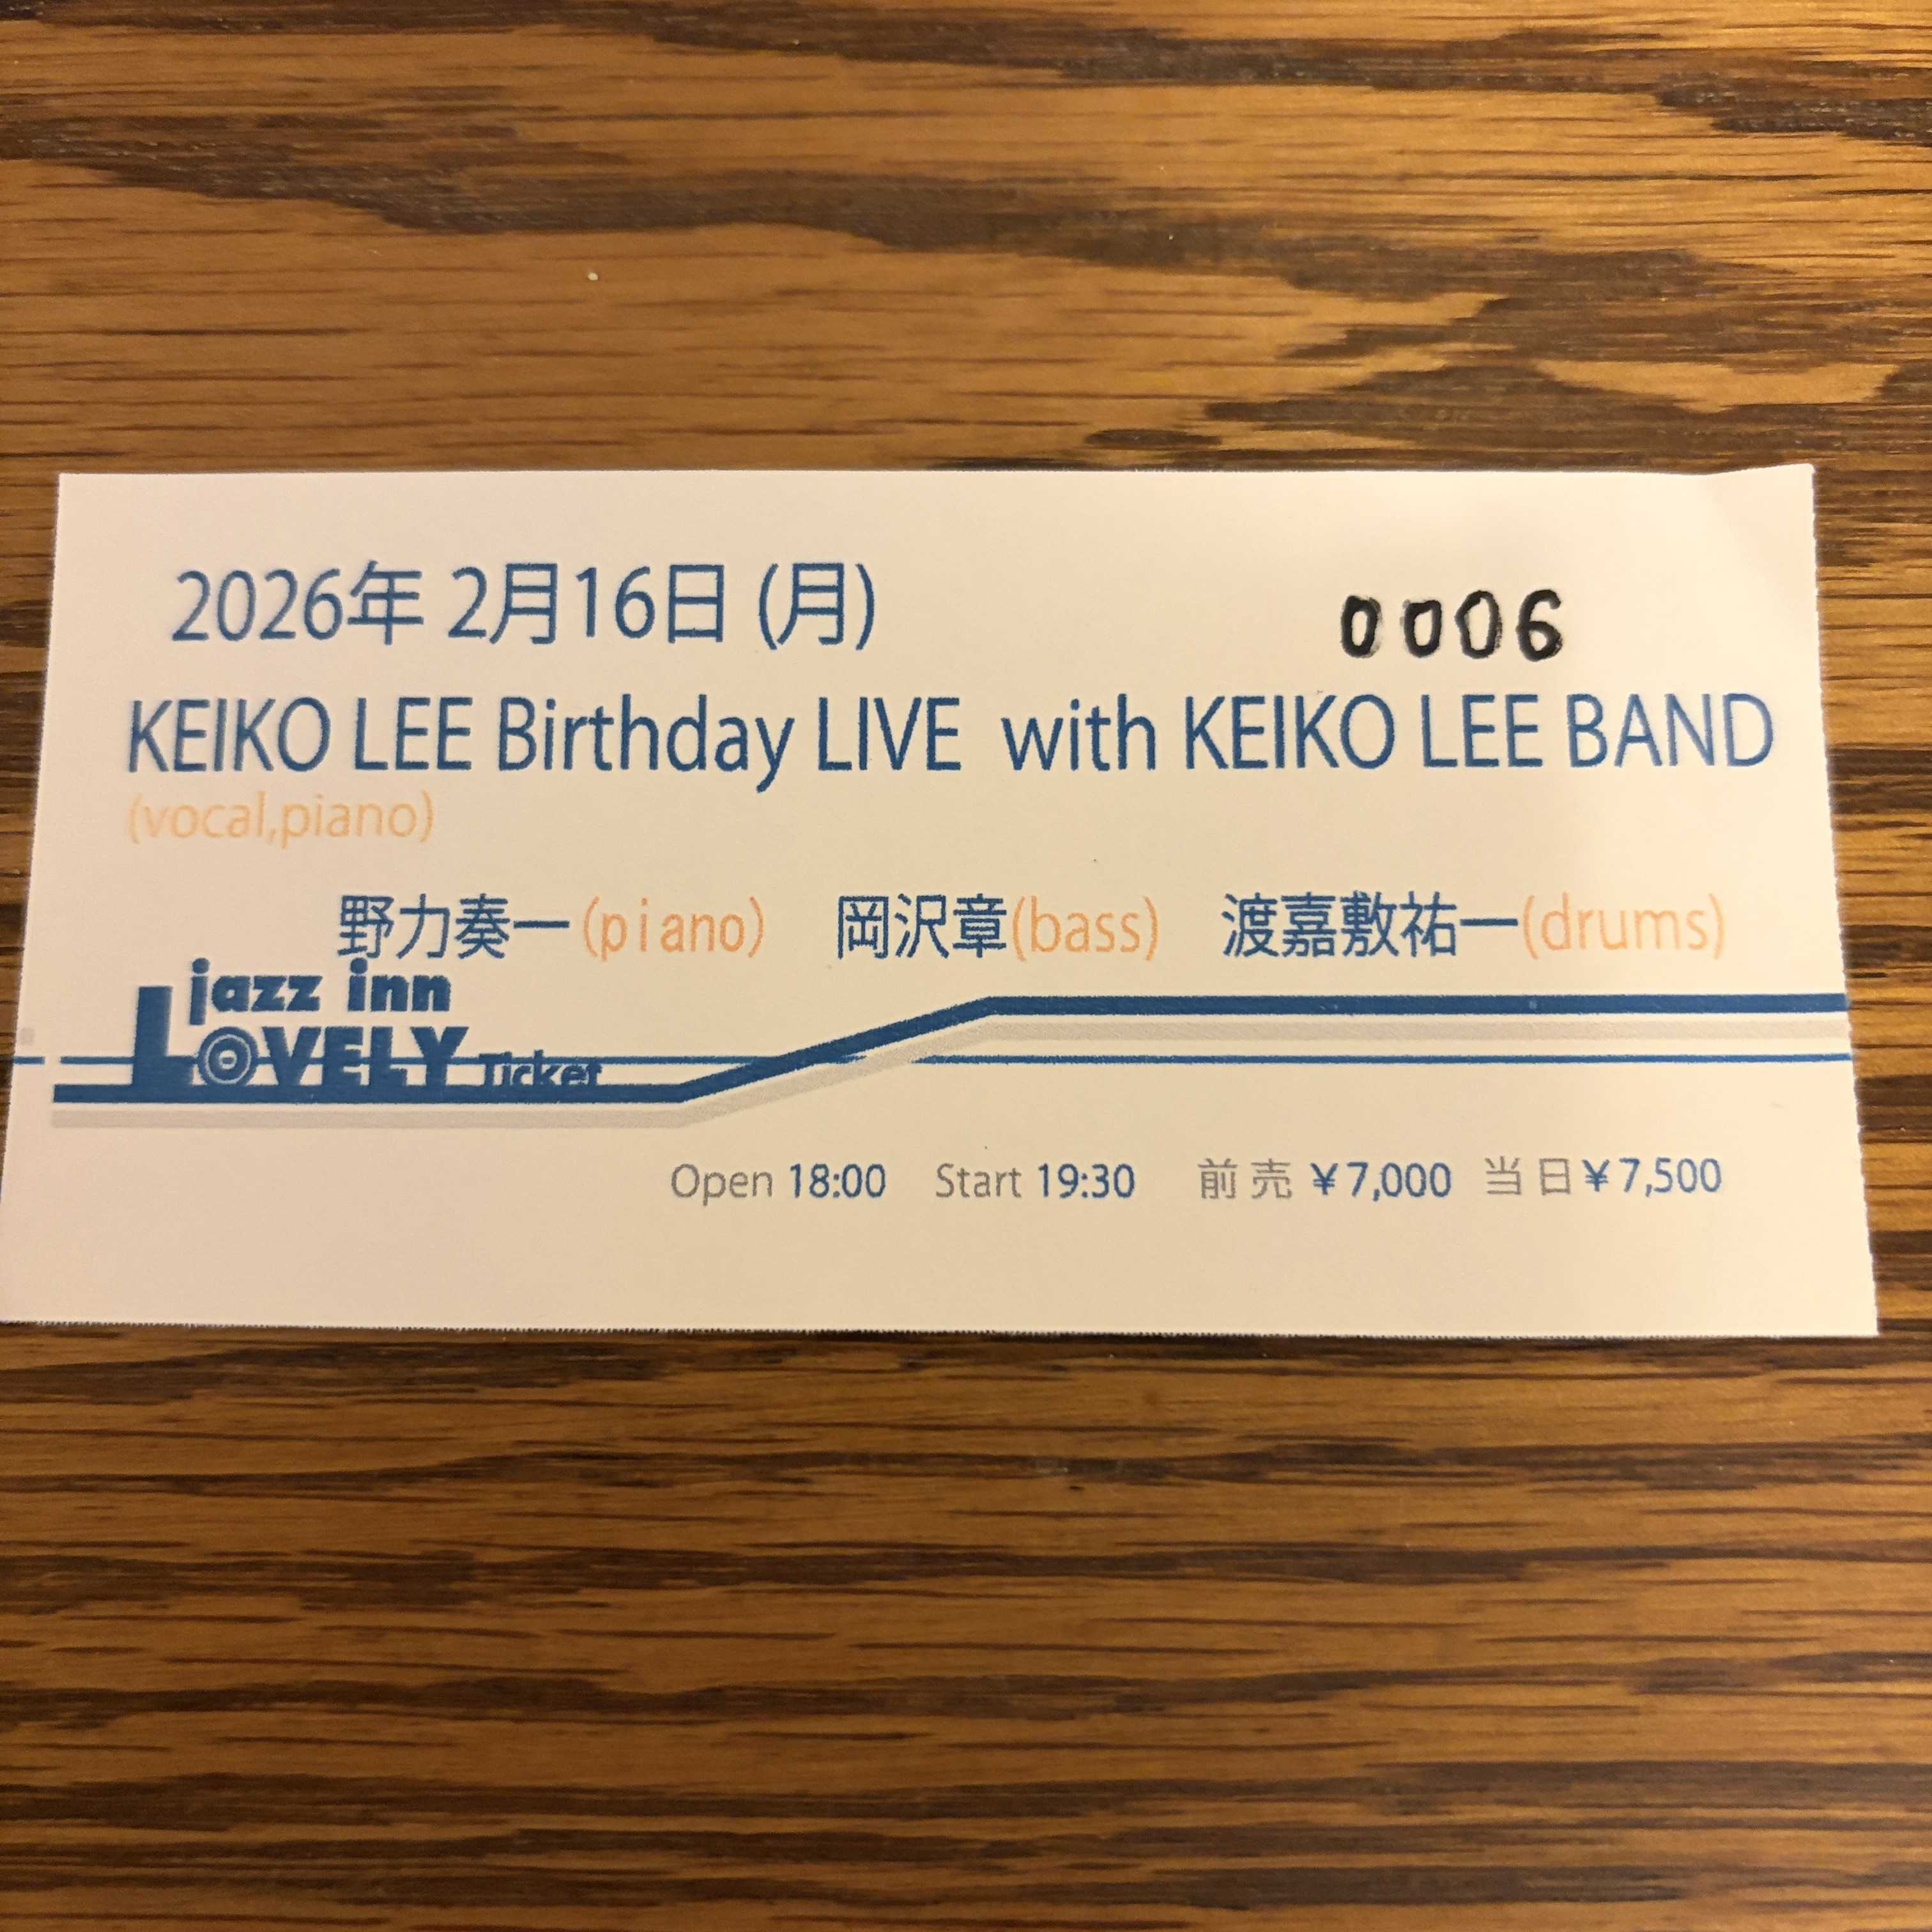 2026年 2月16日 (月)
0006
KEIKO LEE Birthday LIVE with KEIKO LEE BAND
(vocal,piano)
野力奏一(piano) 岡沢章(bass) 渡嘉敷祐一(drums)
jazz inn
LOVELY Ticket
Open 18:00 Start 19:30 前売 ¥7,000 当日¥7,500